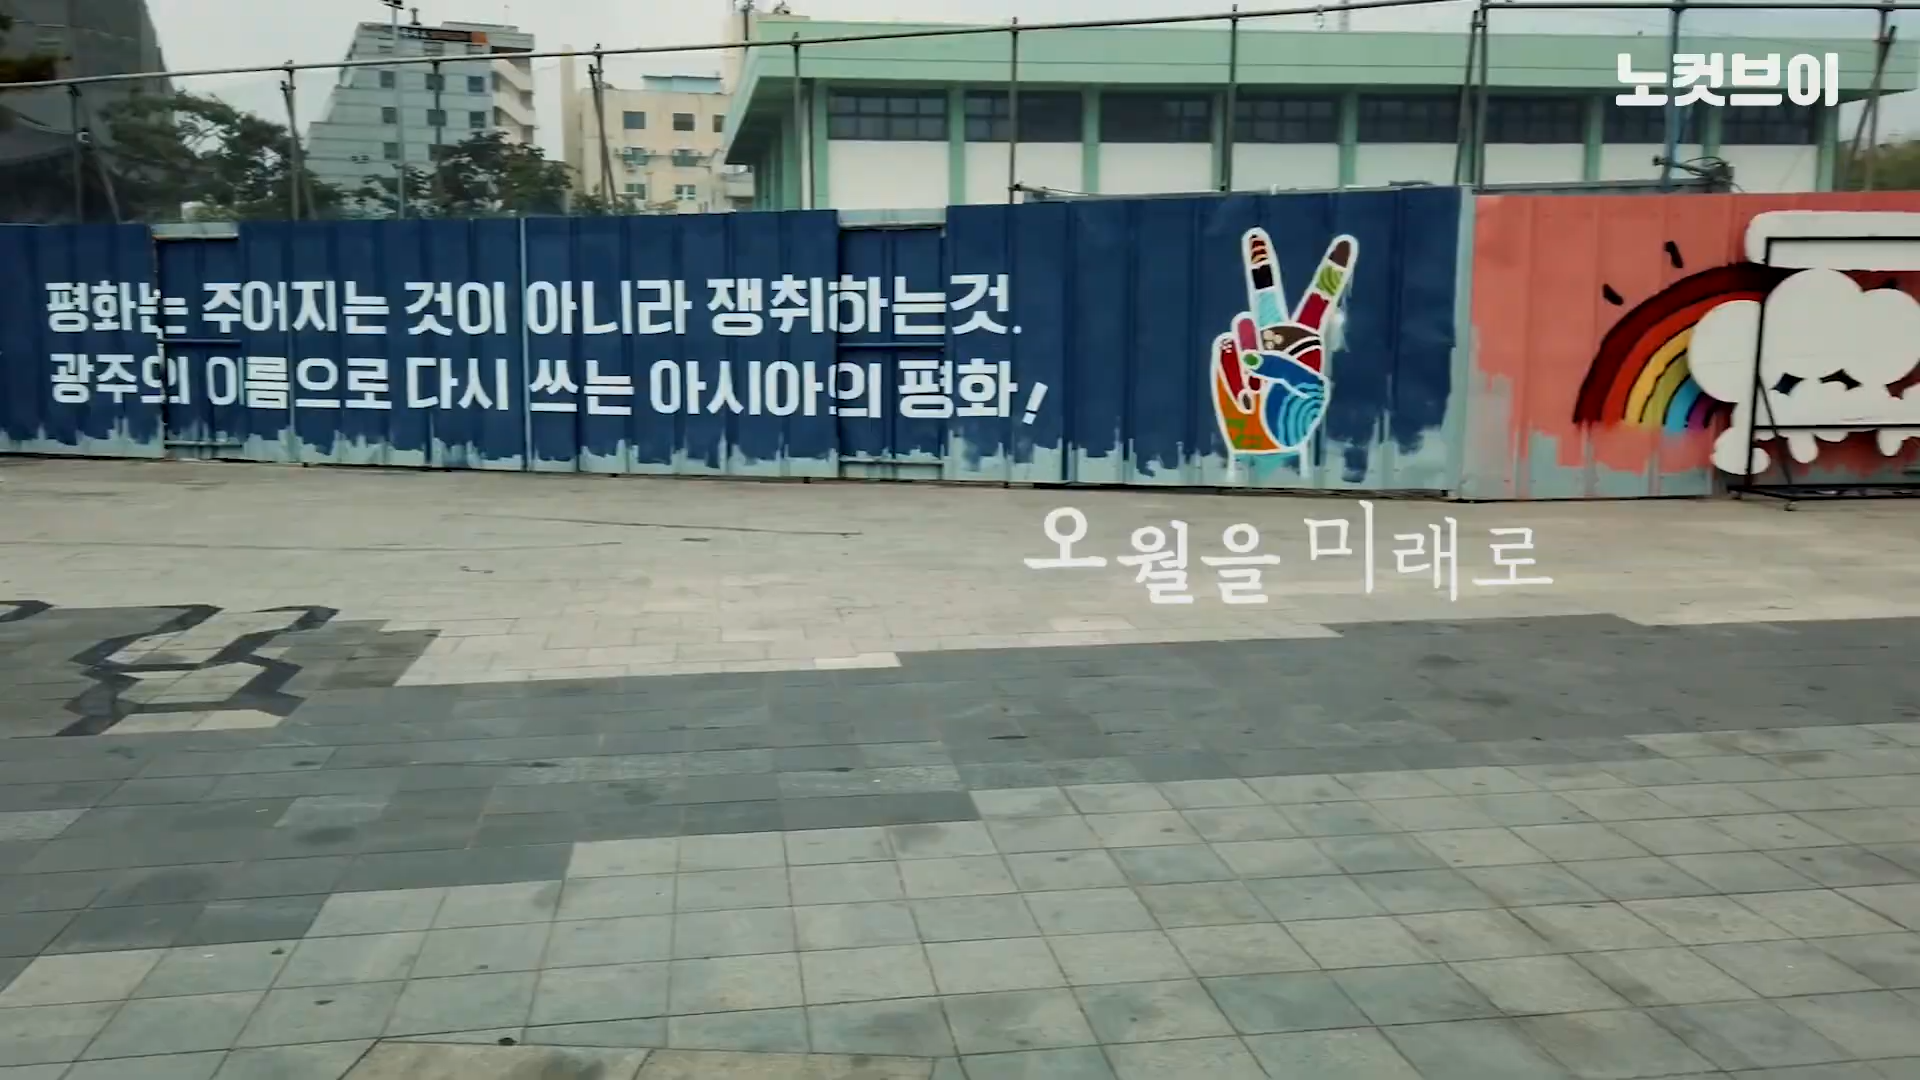 노컷브이
평화는 주어지는 것이 아니라 쟁취하는것.
광주의 이름으로 다시 쓰는 아시아의 평화!
오월을 미래로